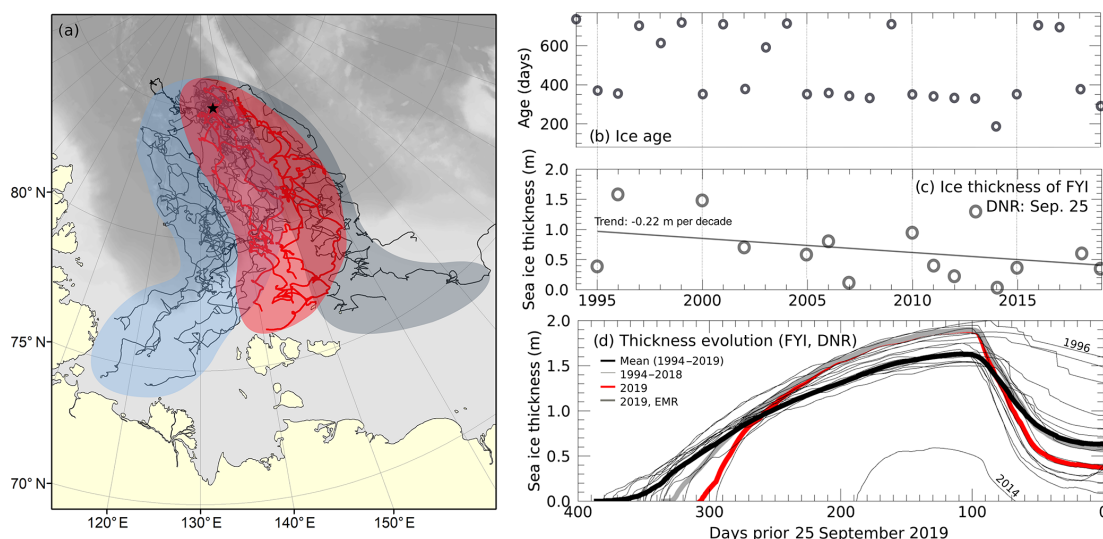 (a)
80° N
75° N
70° N
120° E
130° E
140° E
150° E
Age (days)
600
400
200
(b) Ice age
Sea ice thickness (m)
2.0
1.5
1.0
0.5
0.0
(c) Ice thickness of FYI
DNR: Sep. 25
Trend: -0.22 m per decade
1995
2000
2005
2010
2015
Sea ice thickness (m)
2.0
1.5
1.0
0.5
0.0
(d) Thickness evolution (FYI, DNR)
Mean (1994−2019)
1994−2018
2019
2019, EMR
1996
2014
400
300
200
100
0
Days prior 25 September 2019